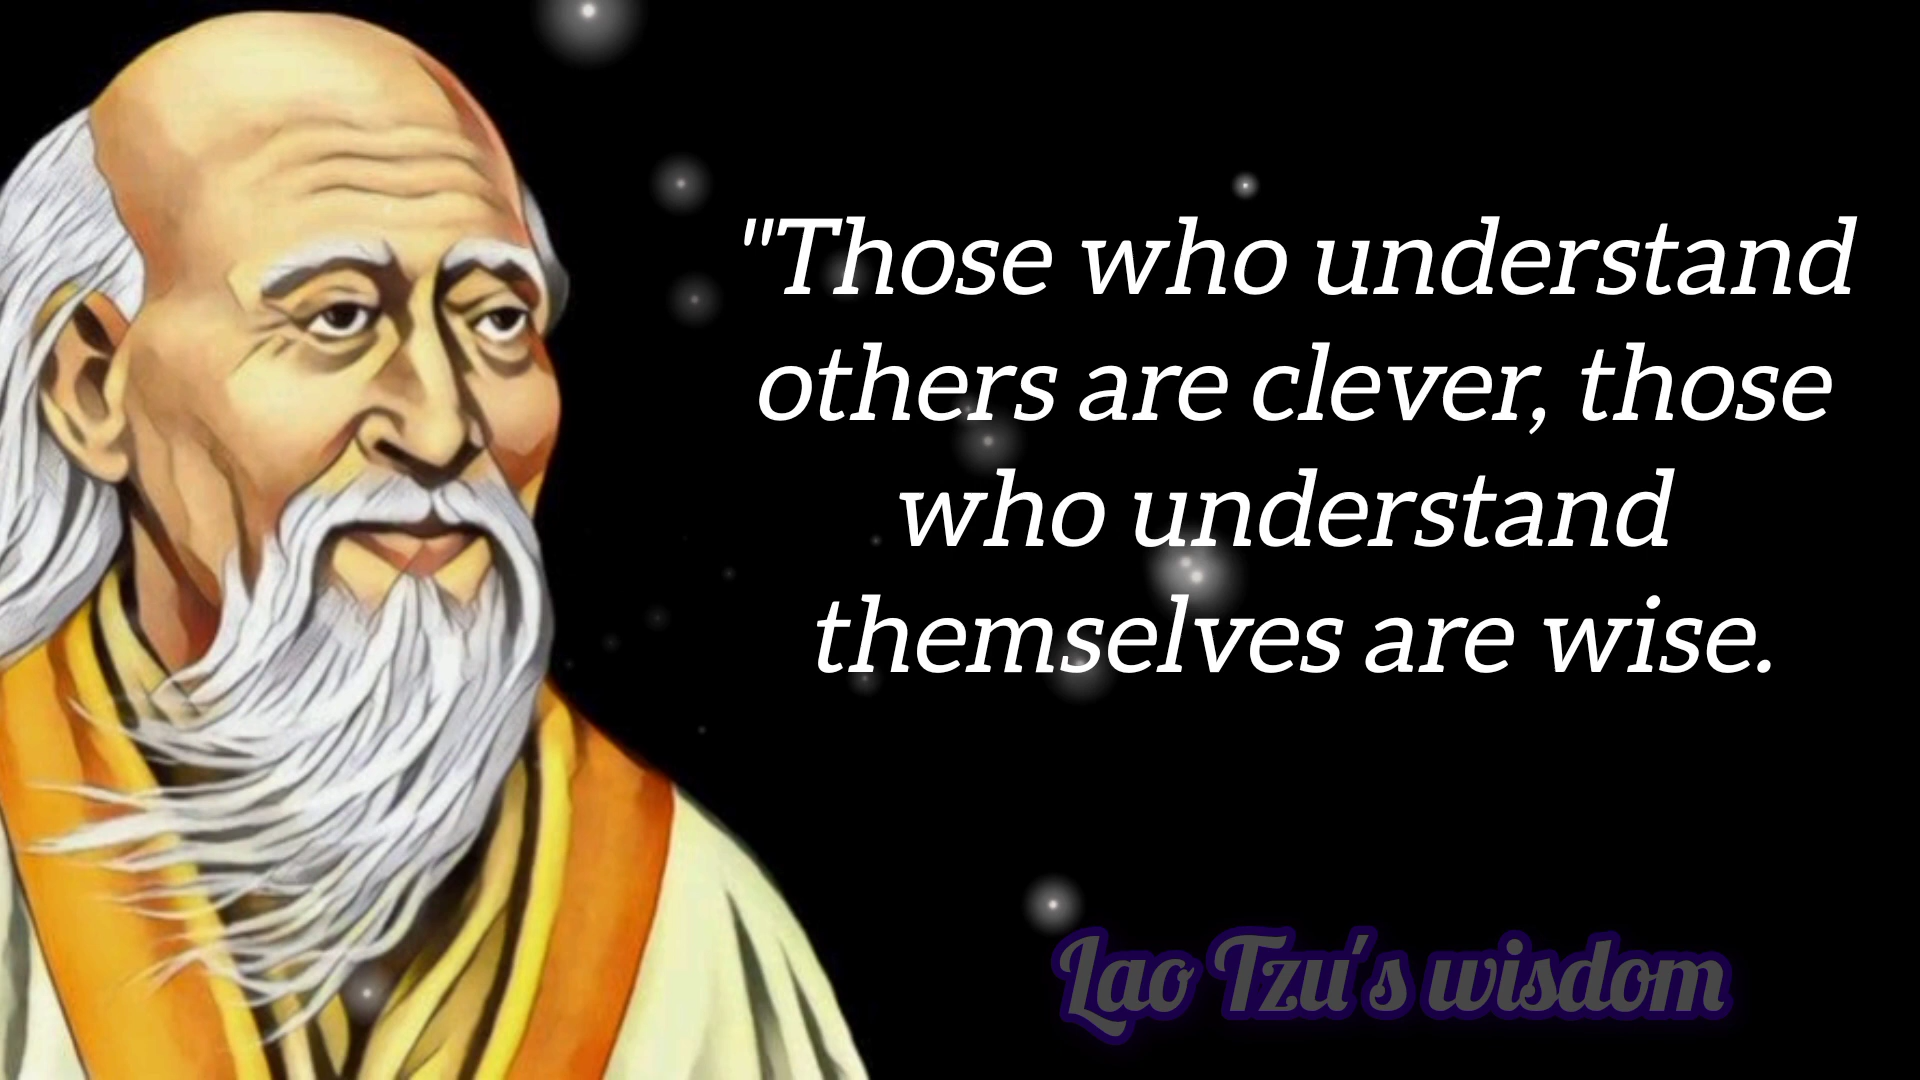 "Those who understand
others are clever, those
who understand
themselves are wise.
Lao Tzu's wisdom